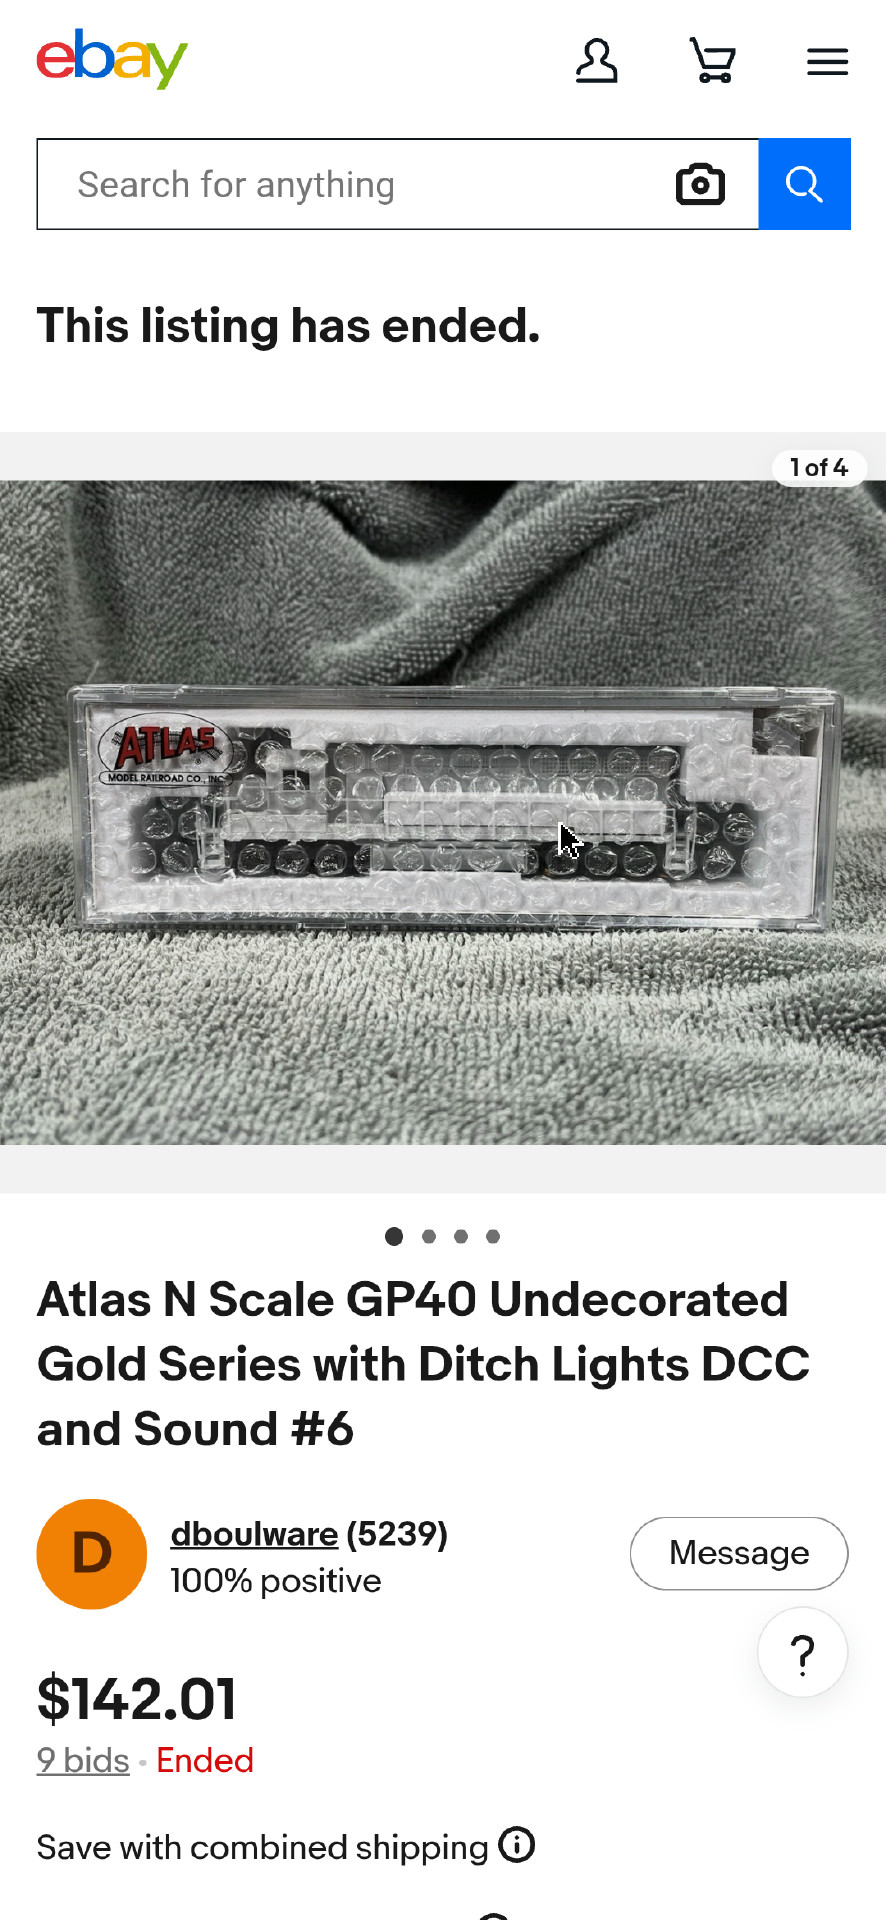 ebay
Search for anything
This listing has ended.
1 of 4
ATLAS
MODEL RAILROAD CO., INC
Atlas N Scale GP40 Undecorated
Gold Series with Ditch Lights DCC
and Sound #6
D
dboulware (5239)
100% positive
Message
?
$142.01
9 bids · Ended
Save with combined shipping